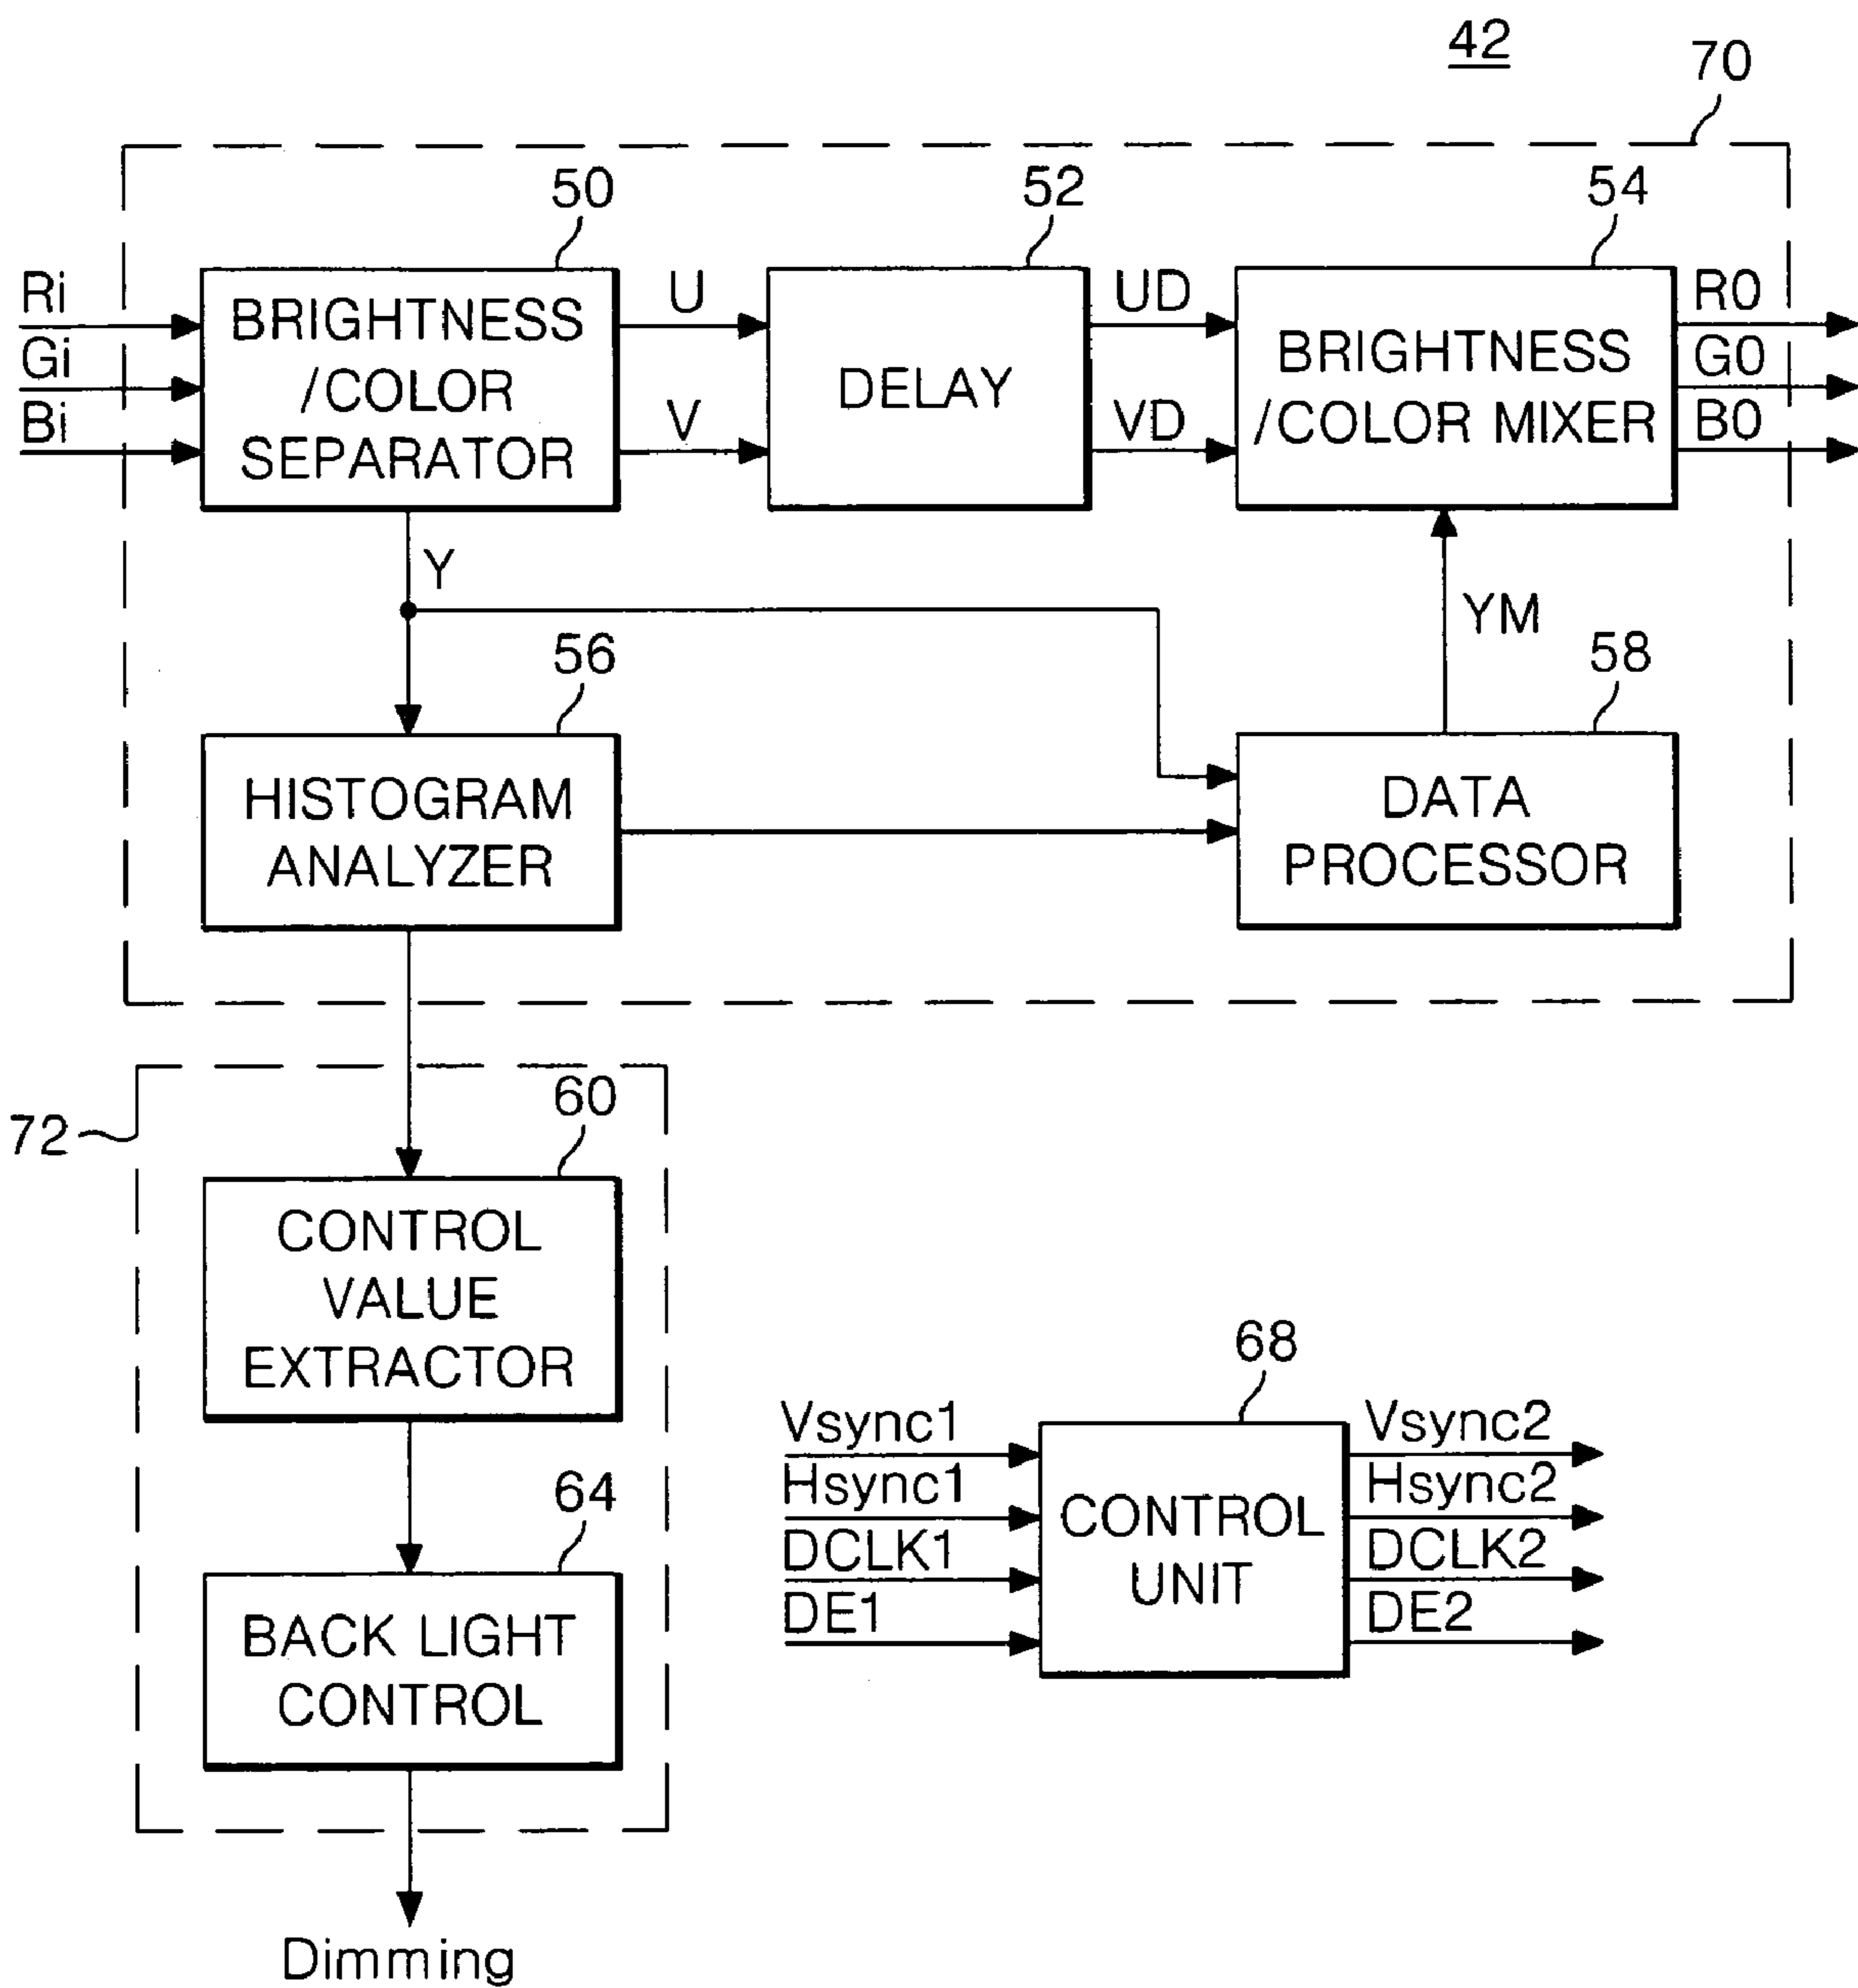 42
70
50
52
54
Ri
Gi
Bi
BRIGHTNESS
/COLOR
SEPARATOR
U
V
DELAY
UD
VD
BRIGHTNESS
/COLOR MIXER
R0
G0
B0
Y
YM
56
58
HISTOGRAM
ANALYZER
DATA
PROCESSOR
72
60
CONTROL
VALUE
EXTRACTOR
64
BACK LIGHT
CONTROL
Dimming
68
Vsync1
Hsync1
DCLK1
DE1
CONTROL
UNIT
Vsync2
Hsync2
DCLK2
DE2